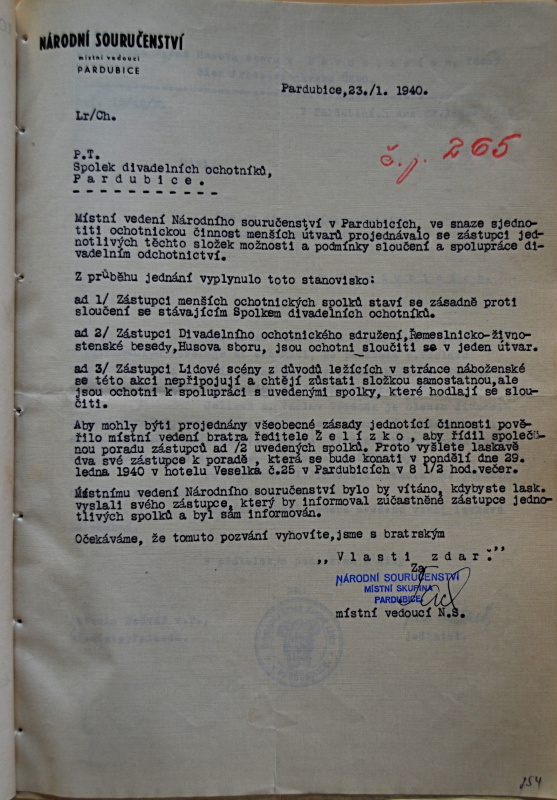 NÁRODNÍ SOURUČENSTVÍ
místní vedoucí
PARDUBICE
Pardubice,23./1. 1940.
Lr/Ch.
č.j. 265
P.T.
Spolek divadelních ochotníků,
Pardubice.
Místní vedení Národního souručenství v Pardubicích, ve snaze sjedno-
titi ochotnickou činnost menších útvarů projednávalo se zástupci jed-
notlivých těchto složek možnosti a podmínky sloučení a spolupráce di-
vadelním odchotnictví.
Z průběhu jednání vyplynulo toto stanovisko:
ad 1/ Zástupci menších ochotnických spolků staví se zásadně proti
sloučení se stávajícím Spolkem divadelních ochotníků.
ad 2/ Zástupci Divadelního ochotnického sdružení,Řemeslnicko-živno-
stenské besedy,Husova sboru, jsou ochotni sloučiti se v jeden útvar.
ad 3/ Zástupci Lidové scény z důvodů ležících v stránce náboženské
se této akci nepřipojují a chtějí zůstati složkou samostatnou,ale
jsou ochotni k spolupráci s uvedenými spolky, které hodlají se slou-
čiti.
Aby mohly býti projednány všeobecné zásady jednotící činnosti pově-
řilo místní vedení bratra ředitele Želízko, aby řídil společ-
nou poradu zástupců ad /2 uvedených spolků. Proto vyšlete laskavě
dva své zástupce k poradě , která se bude konati v pondělí dne 29.
ledna 1940 v hotelu Veselka č.25 v Pardubicích v 8 1/2 hod.večer.
Místnímu vedení Národního souručenství bylo by vítáno, kdybyste lask.
vyslali svého zástupce, který by informoval zúčastněné zástupce jedno-
tlivých spolků a byl sám informován.
Očekáváme, že tomuto pozvání vyhovíte,jsme s bratrským
"Vlasti zdar."
Za
NÁRODNÍ SOURUČENSTVÍ
MÍSTNÍ SKUPINA
PARDUBICE
místní vedoucí N.S.
254